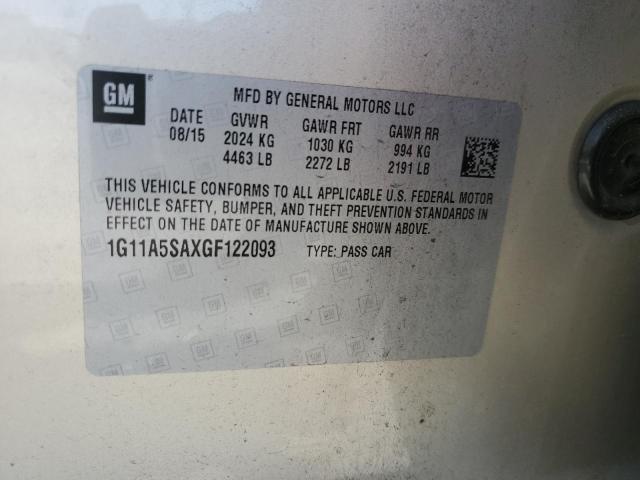 GM
MFD BY GENERAL MOTORS LLC
DATE GVWR GAWR FRT GAWR RR
08/15 2024 KG 1030 KG 994 KG
4463 LB 2272 LB 2191 LB
THIS VEHICLE CONFORMS TO ALL APPLICABLE U.S. FEDERAL MOTOR
VEHICLE SAFETY, BUMPER, AND THEFT PREVENTION STANDARDS IN
EFFECT ON THE DATE OF MANUFACTURE SHOWN ABOVE.
1G11A5SAXGF122093 TYPE: PASS CAR